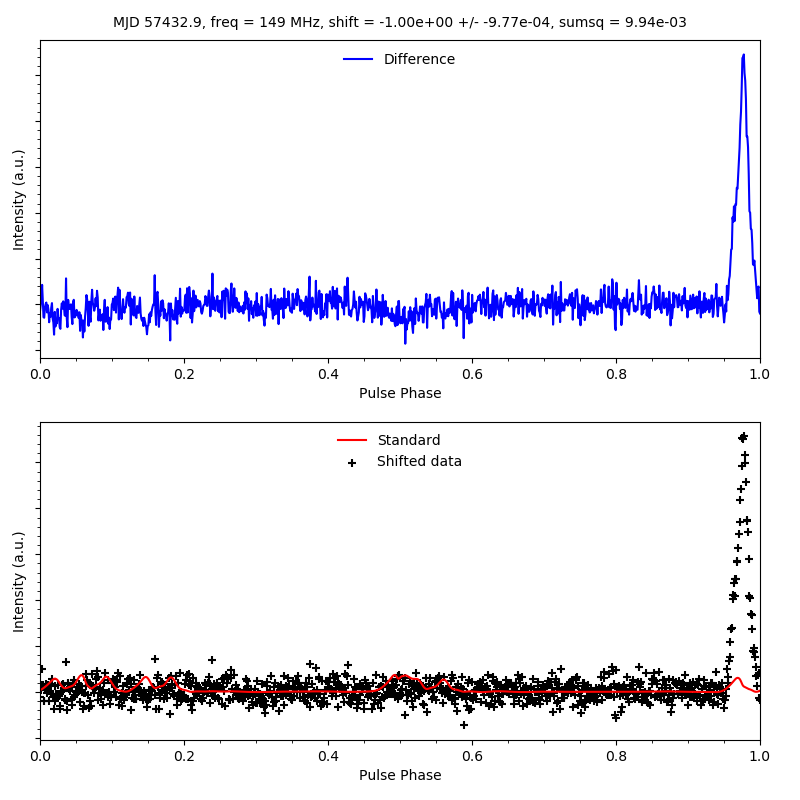 MJD 57432.9, freq = 149 MHz, shift = -1.00e+00 +/- -9.77e-04, sumsq = 9.94e-03
Difference
Intensity (a.u.)
0.0 0.2 0.4 0.6 0.8 1.0
Pulse Phase
Standard
Shifted data
Intensity (a.u.)
0.0 0.2 0.4 0.6 0.8 1.0
Pulse Phase